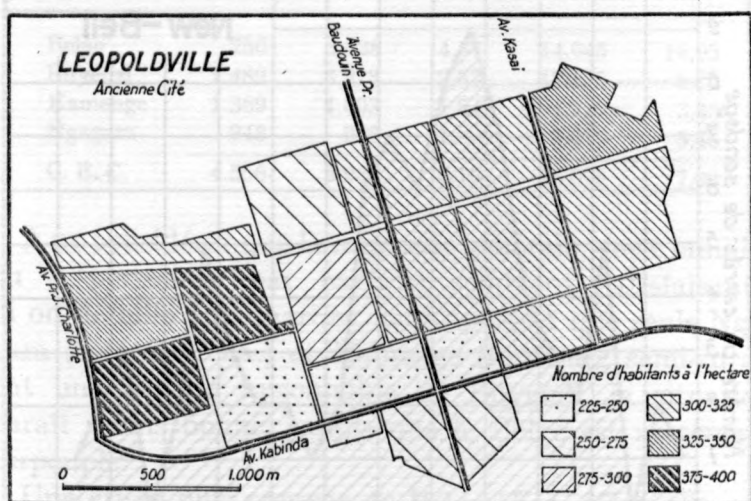 LEOPOLDVILLE
Ancienne Cité
Avenue Pr.
Baudouin
Av. Kasai
Av. Pr. J. Charlotte
Av. Kabinda
Nombre d'habitants à l'hectare
225-250
300-325
250-275
325-350
275-300
375-400
0 500 1.000 m